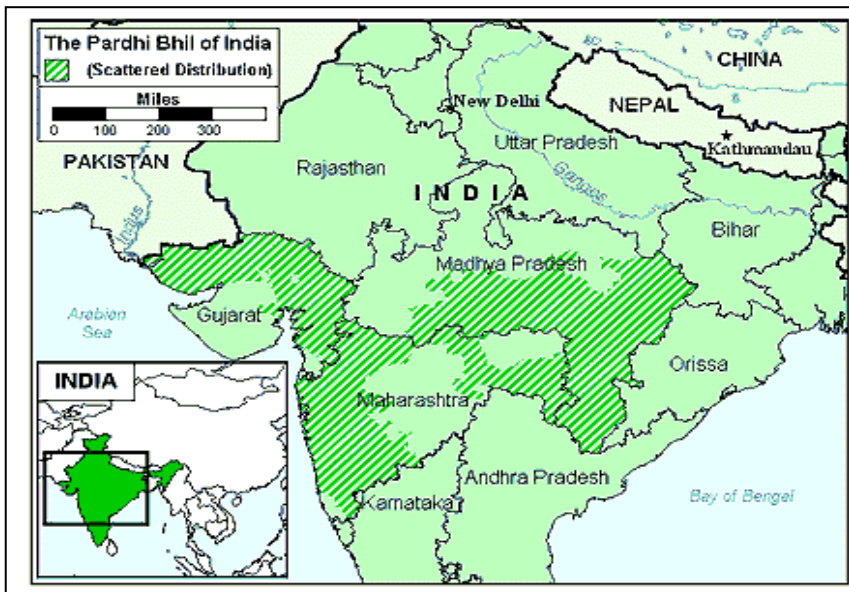 The Pardhi Bhil of India
(Scattered Distribution)
Miles
0 100 200 300
CHINA
New Delhi
NEPAL
Kathmandau
PAKISTAN
Uttar Pradesh
Rajasthan
INDIA
Ganges
Indus
Bihar
Madhya Pradesh
Arabian
Sea
Gujarat
Orissa
INDIA
Maharashtra
Andhra Pradesh
Karnataka
Bay of Bengal